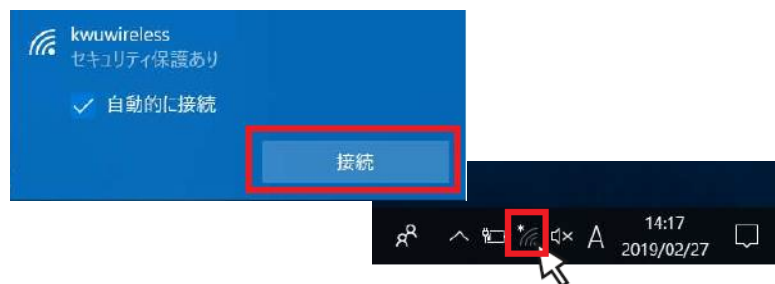 kwuwireless
セキュリティ保護あり
自動的に接続
接続
A
14:17
2019/02/27